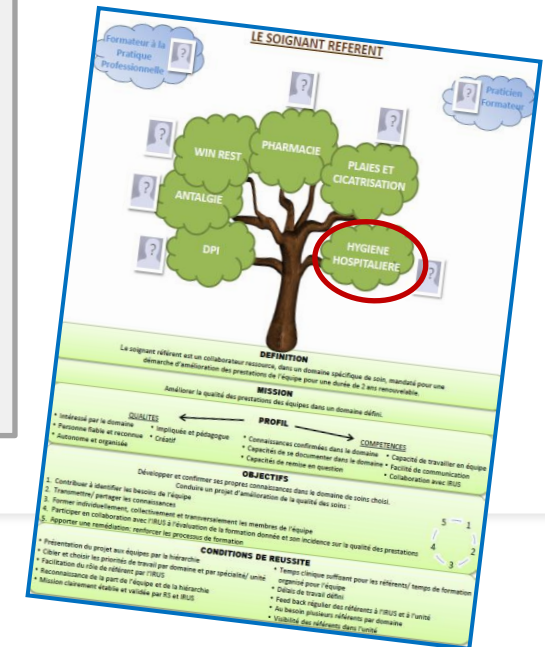 LE SOIGNANT REFERENT
Formateur à la
Pratique
Professionnelle
?
?
?
Praticien
Formateur
?
?
WIN REST
PHARMACIE
PLAIES ET
CICATRISATION
?
ANTALGIE
?
DPI
HYGIENE
HOSPITALIERE
?
DEFINITION
Le soignant référent est un collaborateur ressource, dans un domaine spécifique de soin, mandaté pour une
démarche d'amélioration des prestations de l'équipe pour une durée de 2 ans renouvelable.
MISSION
Améliorer la qualité des prestations des équipes dans un domaine défini.
PROFIL
QUALITES
• Intéressé par le domaine
• Personne fiable et reconnue
• Autonome et organisée
• Impliquée et pédagogue
• Créatif
COMPETENCES
• Connaissances confirmées dans le domaine
• Capacités de se documenter dans le domaine
• Capacités de remise en question
• Capacité de travailler en équipe
• Facilité de communication
• Collaboration avec IRUS
OBJECTIFS
Développer et confirmer ses propres connaissances dans le domaine de soins choisi.
Conduire un projet d'amélioration de la qualité des soins :
1. Contribuer à identifier les besoins de l'équipe
2. Transmettre/ partager les connaissances
3. Former individuellement, collectivement et transversalement les membres de l'équipe
4. Participer en collaboration avec l'IRUS à l'évaluation de la formation donnée et son incidence sur la qualité des prestations
5. Apporter une remédiation: renforcer les processus de formation
5 1
4 2
3
CONDITIONS DE REUSSITE
• Présentation du projet aux équipes par la hiérarchie
• Cibler et choisir les priorités de travail par domaine et par spécialité/ unité
• Facilitation du rôle de référent par l'IRUS
• Reconnaissance de la part de l'équipe et de la hiérarchie
• Mission clairement établie et validée par RS et IRUS
• Temps clinique suffisant pour les référents/ temps de formation
organisé pour l'équipe
• Délais de travail défini
• Feed back régulier des référents à l'IRUS et à l'unité
• Au besoin plusieurs référents par domaine
• Visibilité des référents dans l'unité